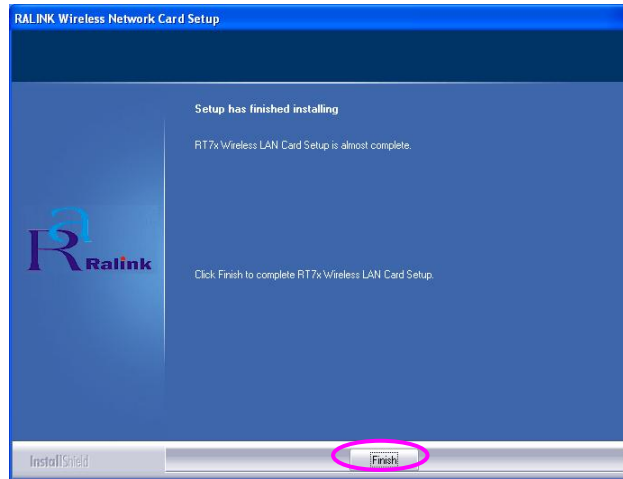 RALINK Wireless Network Card Setup
Setup has finished installing
RT7x Wireless LAN Card Setup is almost complete.
Ra
Ralink
Click Finish to complete RT7x Wireless LAN Card Setup.
InstallShield
Finish